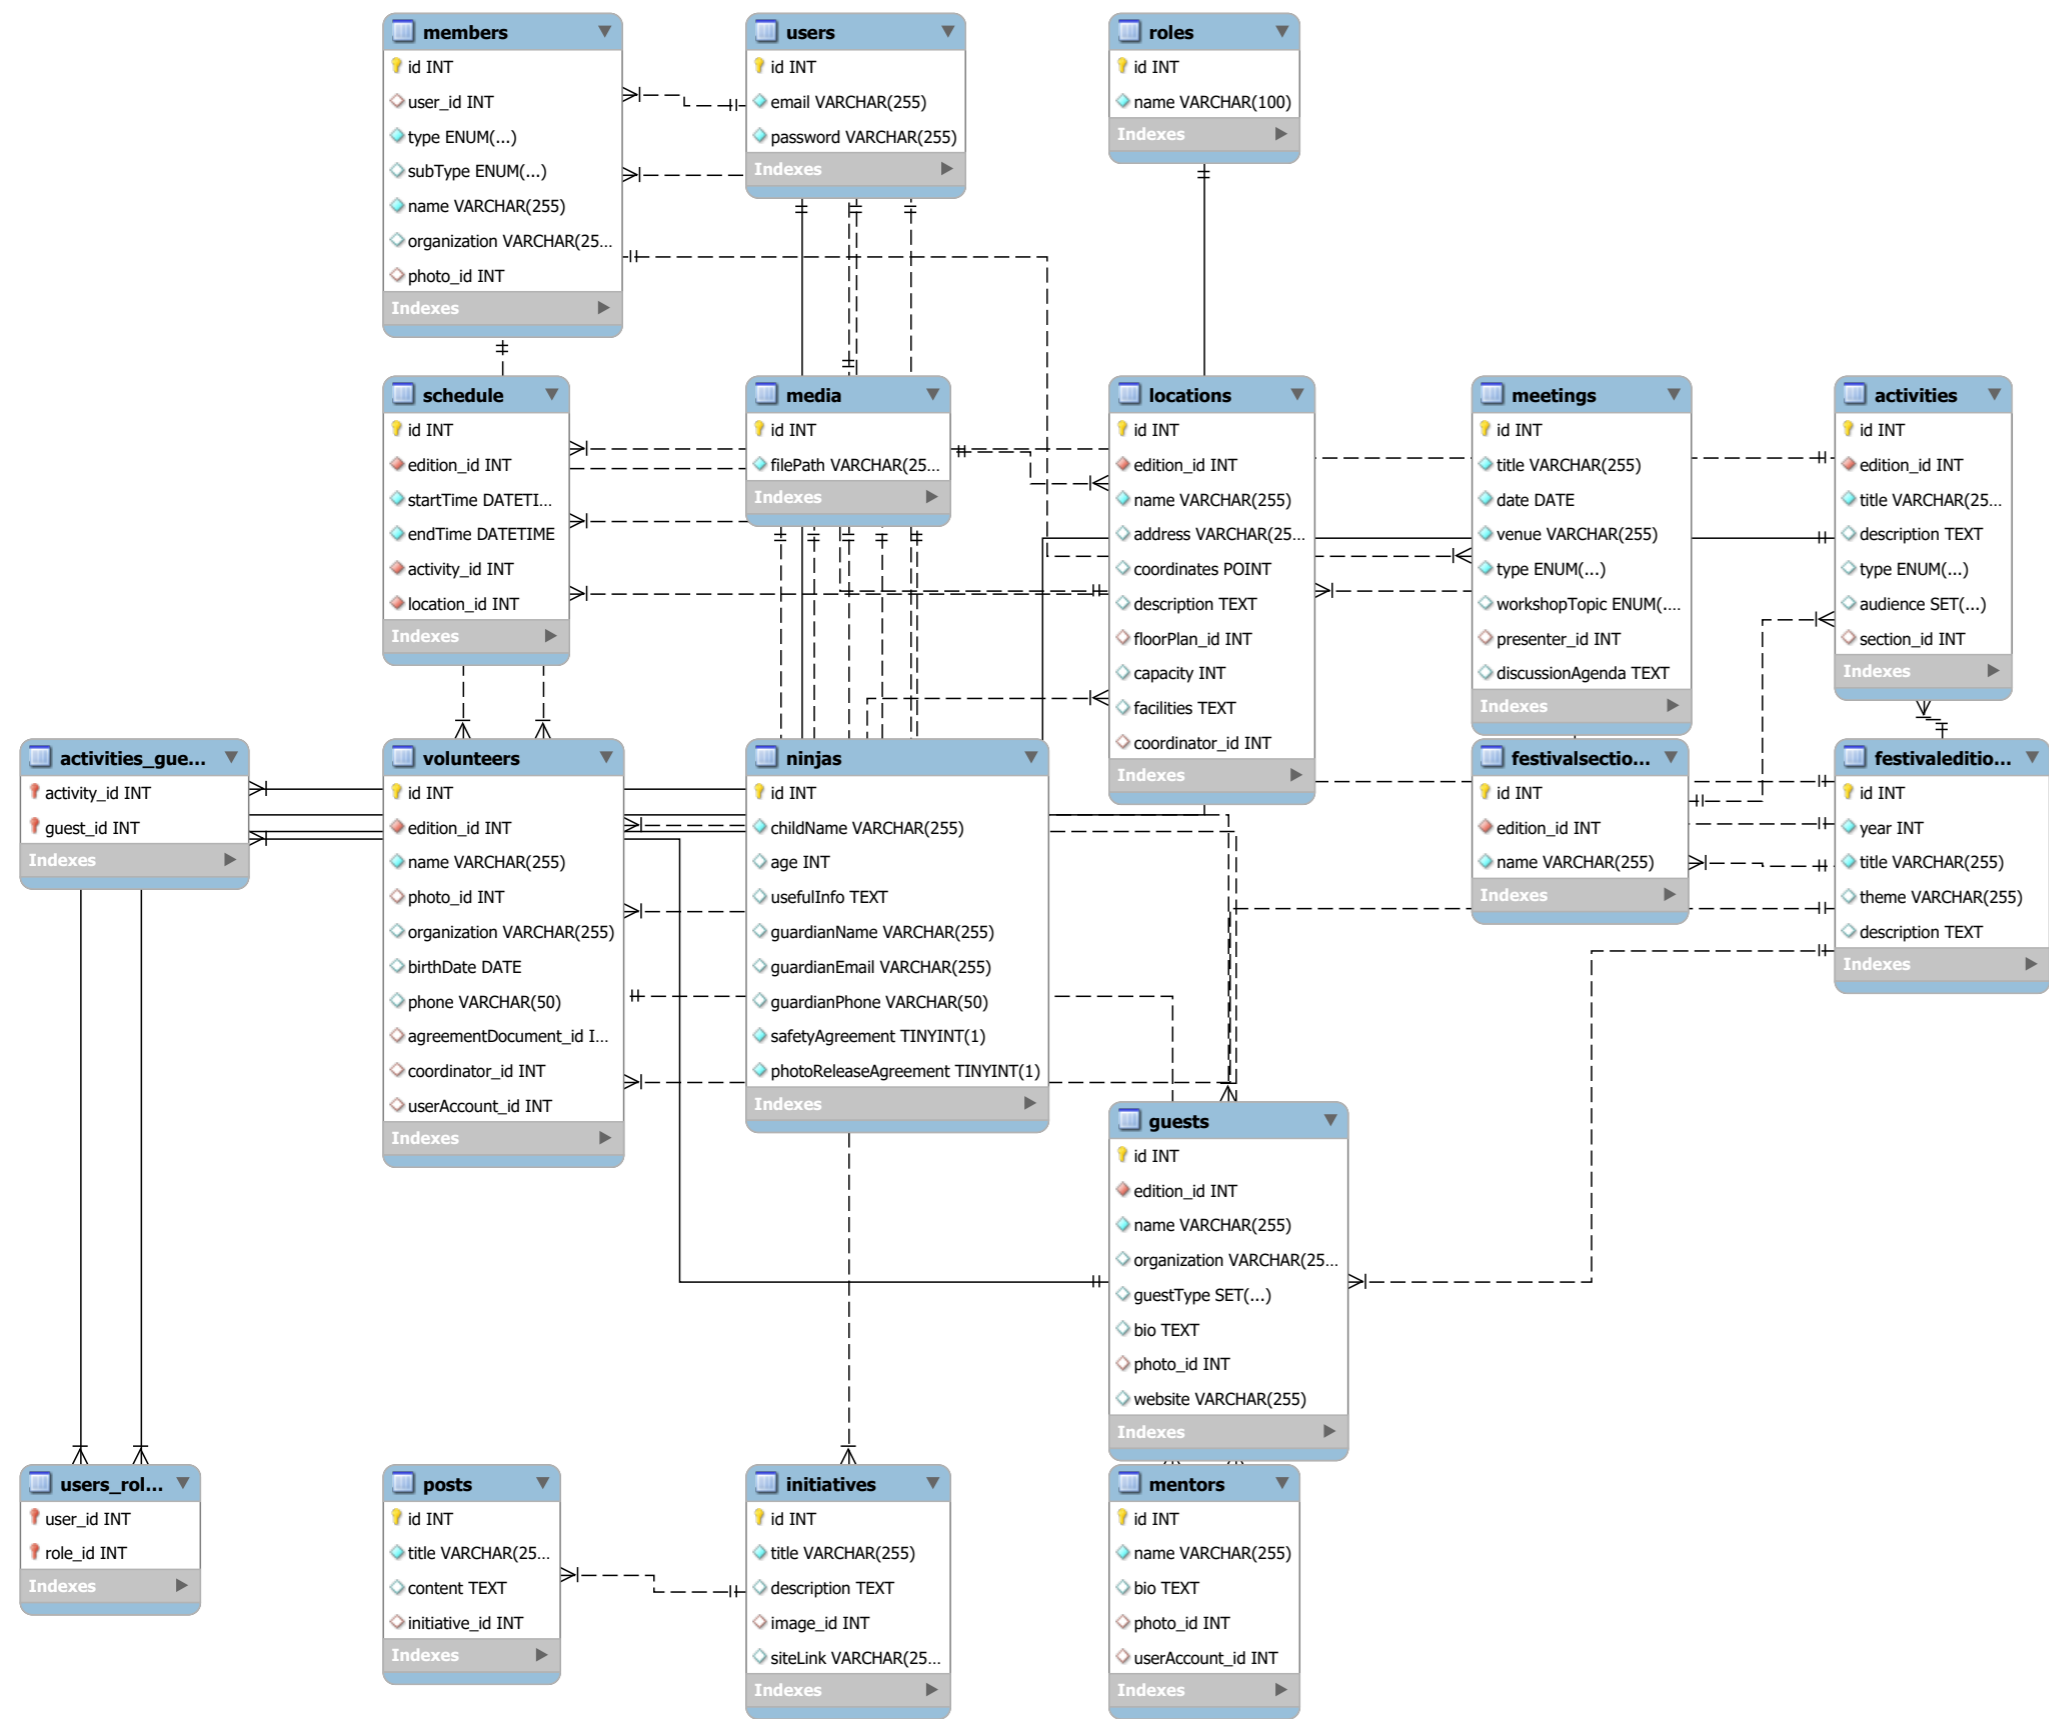 members
id INT
user_id INT
type ENUM(...)
subType ENUM(...)
name VARCHAR(255)
organization VARCHAR(25...
photo_id INT
Indexes
users
id INT
email VARCHAR(255)
password VARCHAR(255)
Indexes
roles
id INT
name VARCHAR(100)
Indexes
schedule
id INT
edition_id INT
startTime DATETI...
endTime DATETIME
activity_id INT
location_id INT
Indexes
media
id INT
filePath VARCHAR(25...
Indexes
locations
id INT
edition_id INT
name VARCHAR(255)
address VARCHAR(25...
coordinates POINT
description TEXT
floorPlan_id INT
capacity INT
facilities TEXT
coordinator_id INT
Indexes
meetings
id INT
title VARCHAR(255)
date DATE
venue VARCHAR(255)
type ENUM(...)
workshopTopic ENUM(....
presenter_id INT
discussionAgenda TEXT
Indexes
activities
id INT
edition_id INT
title VARCHAR(25...
description TEXT
type ENUM(...)
audience SET(...)
section_id INT
Indexes
activities_gue...
activity_id INT
guest_id INT
Indexes
volunteers
id INT
edition_id INT
name VARCHAR(255)
photo_id INT
organization VARCHAR(255)
birthDate DATE
phone VARCHAR(50)
agreementDocument_id I...
coordinator_id INT
userAccount_id INT
Indexes
ninjas
id INT
childName VARCHAR(255)
age INT
usefulInfo TEXT
guardianName VARCHAR(255)
guardianEmail VARCHAR(255)
guardianPhone VARCHAR(50)
safetyAgreement TINYINT(1)
photoReleaseAgreement TINYINT(1)
Indexes
festivalsectio...
id INT
edition_id INT
name VARCHAR(255)
Indexes
festivaleditio...
id INT
year INT
title VARCHAR(255)
theme VARCHAR(255)
description TEXT
Indexes
guests
id INT
edition_id INT
name VARCHAR(255)
organization VARCHAR(25...
guestType SET(...)
bio TEXT
photo_id INT
website VARCHAR(255)
Indexes
users_rol...
user_id INT
role_id INT
Indexes
posts
id INT
title VARCHAR(25...
content TEXT
initiative_id INT
Indexes
initiatives
id INT
title VARCHAR(255)
description TEXT
image_id INT
siteLink VARCHAR(25...
Indexes
mentors
id INT
name VARCHAR(255)
bio TEXT
photo_id INT
userAccount_id INT
Indexes